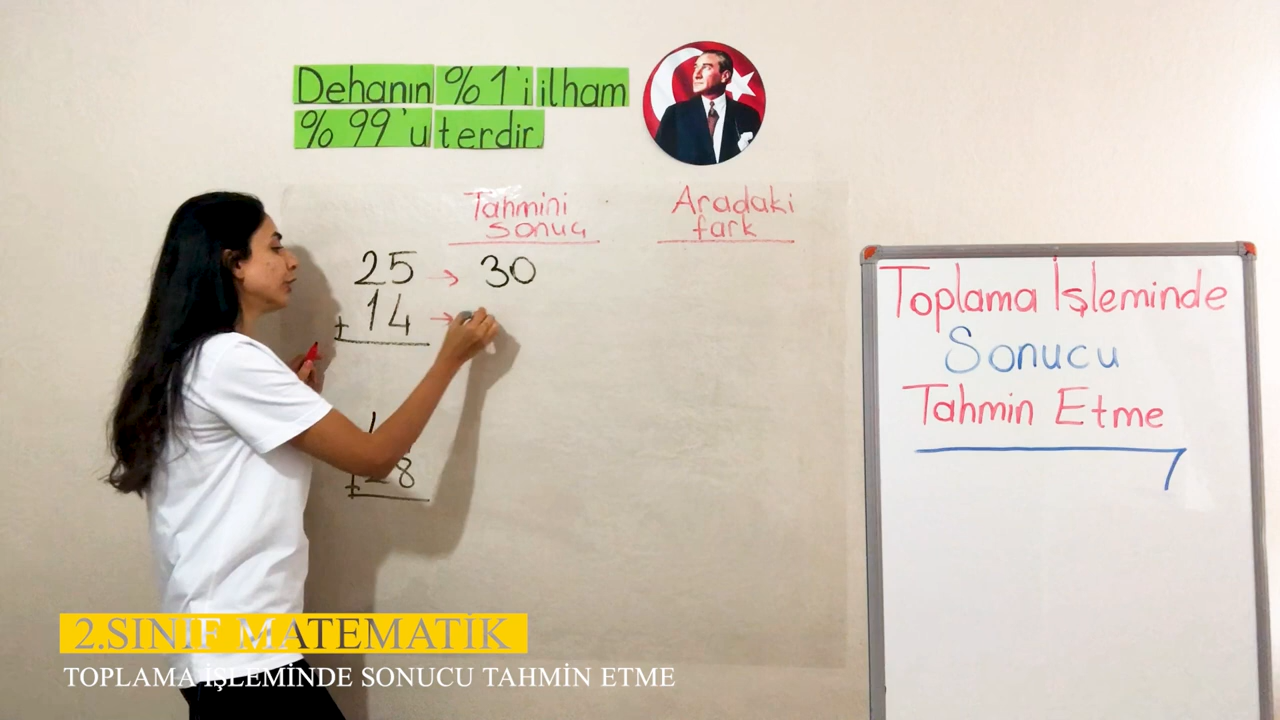 Dehanın %1'i ilham
%99'u terdir.
Tahmini
sonuç
Aradaki
fark
25 → 30
+ 14 →
8
+
Toplama İşleminde
Sonucu
Tahmin Etme
2.SINIF MATEMATİK
TOPLAMA İŞLEMİNDE SONUCU TAHMİN ETME